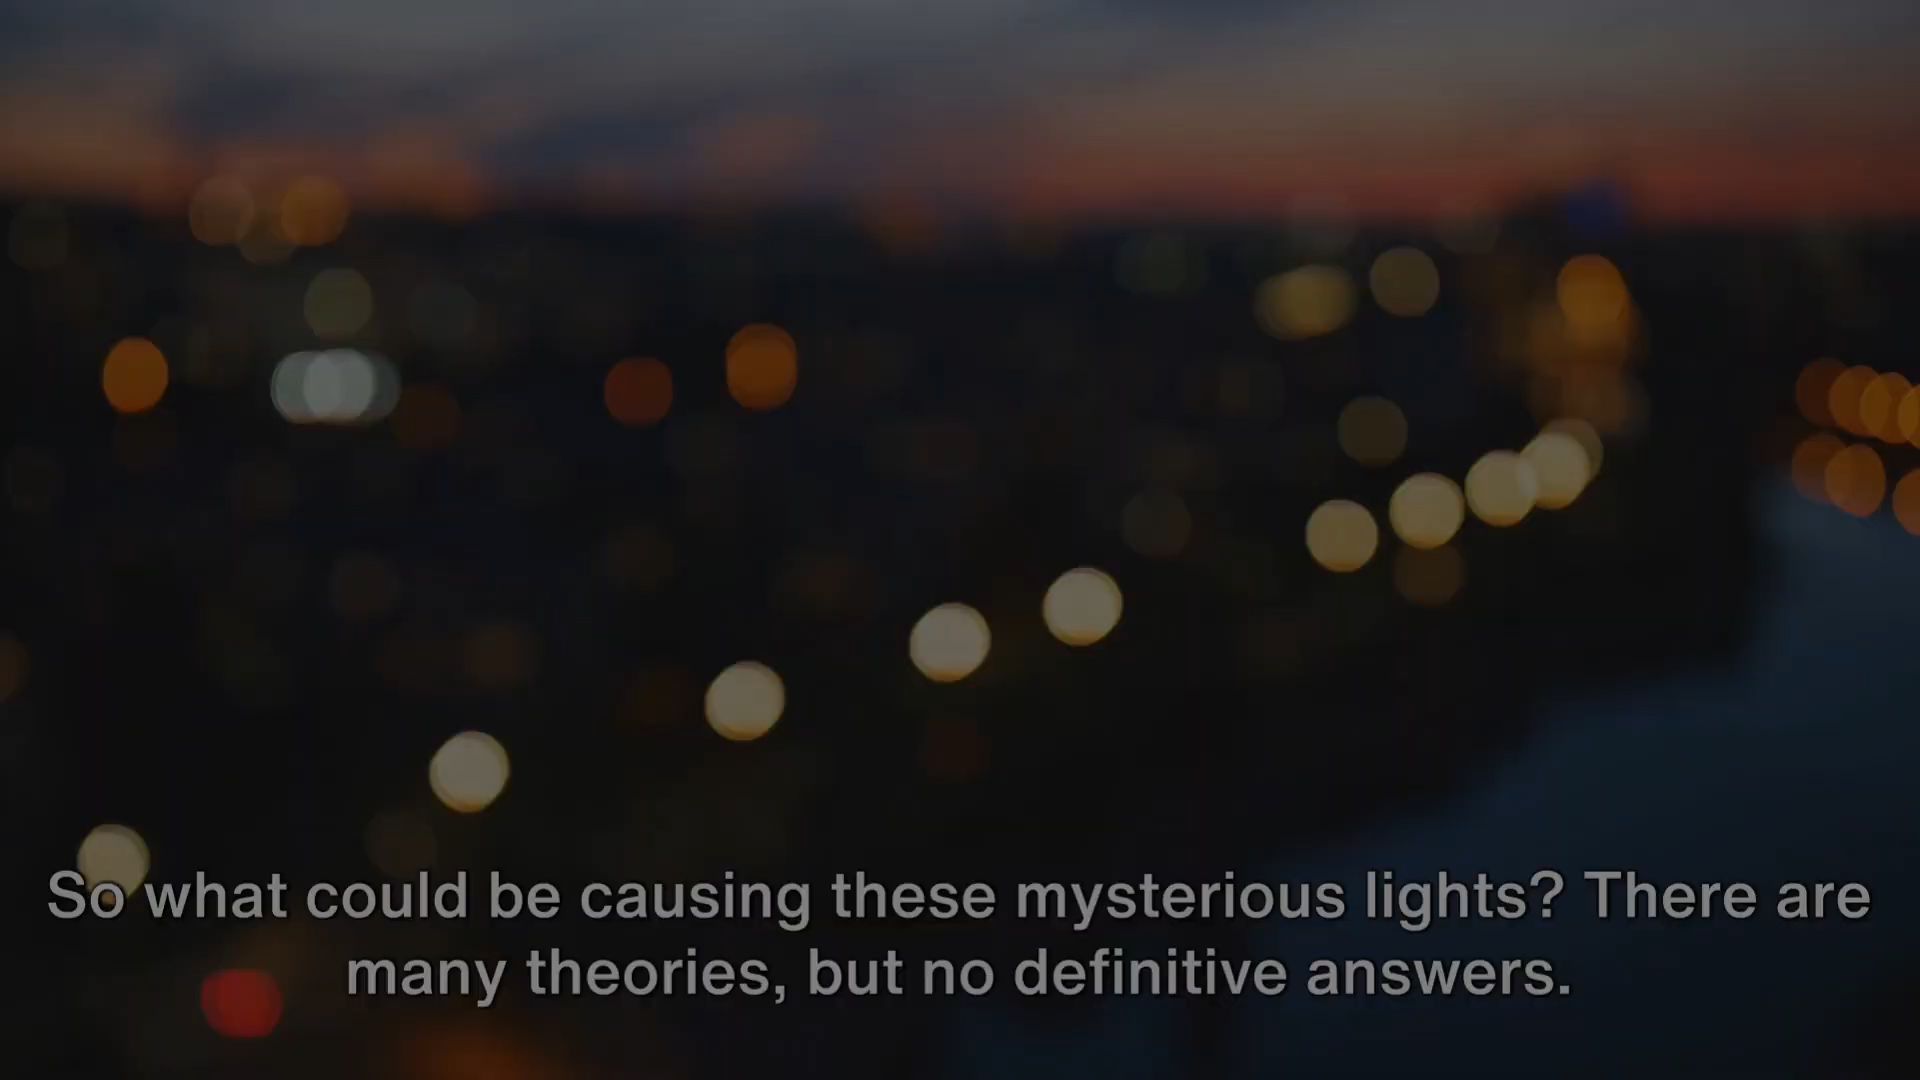 So what could be causing these mysterious lights? There are
many theories, but no definitive answers.